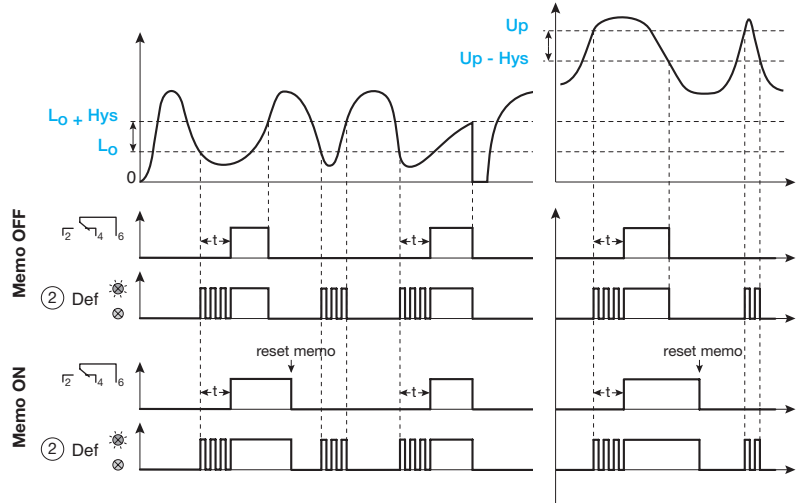 Up
Up - Hys
Lo + Hys
Lo
0
Memo OFF
2 4 6
t t t
2 Def
reset memo reset memo
Memo ON
2 4 6
t t t
2 Def